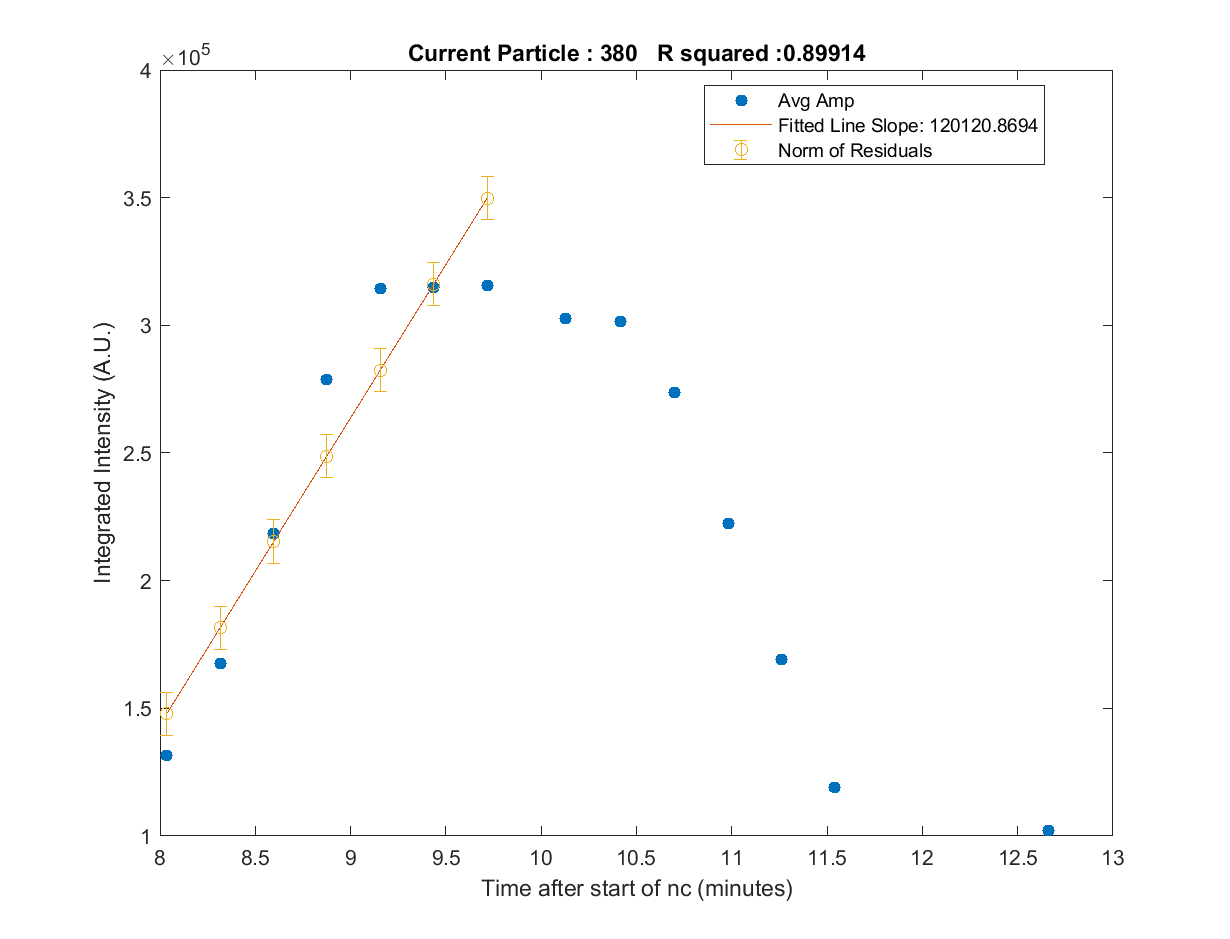 Current Particle : 380   R squared :0.89914
×10⁵
Avg Amp
Fitted Line Slope: 120120.8694
Norm of Residuals
4
3.5
3
2.5
2
1.5
1
Integrated Intensity (A.U.)
8 8.5 9 9.5 10 10.5 11 11.5 12 12.5 13
Time after start of nc (minutes)